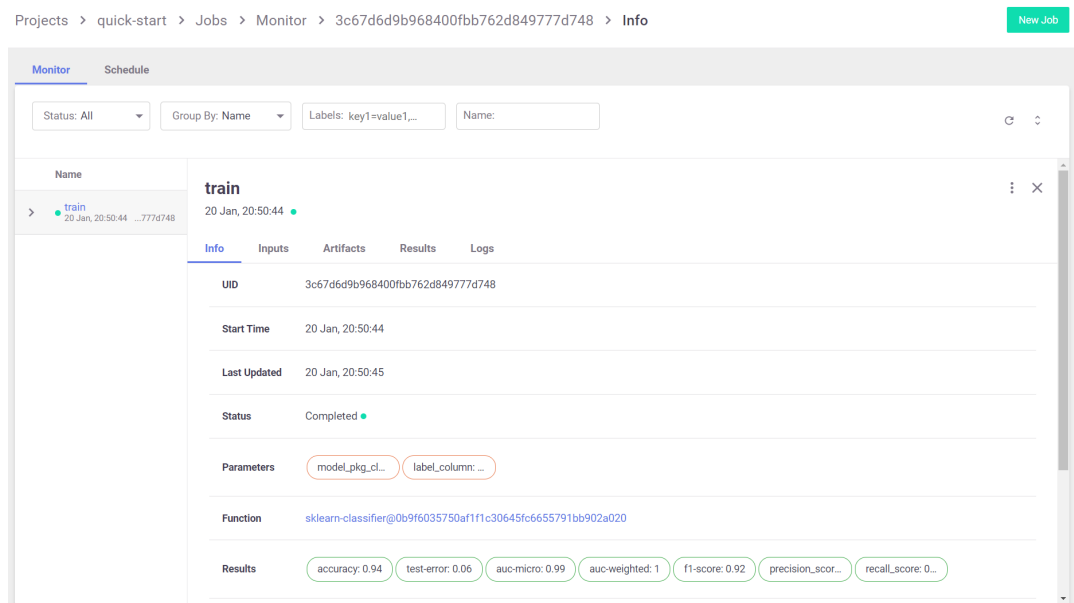 Projects > quick-start > Jobs > Monitor > 3c67d6d9b968400fbb762d849777d748 > Info
New Job
Monitor Schedule
Status: All Group By: Name Labels: key1=value1,... Name:
Name
train
20 Jan, 20:50:44 ...777d748
train
20 Jan, 20:50:44
Info Inputs Artifacts Results Logs
UID 3c67d6d9b968400fbb762d849777d748
Start Time 20 Jan, 20:50:44
Last Updated 20 Jan, 20:50:45
Status Completed
Parameters model_pkg_cl... label_column: ...
Function sklearn-classifier@0b9f6035750af1f1c30645fc6655791bb902a020
Results accuracy: 0.94 test-error: 0.06 auc-micro: 0.99 auc-weighted: 1 f1-score: 0.92 precision_scor... recall_score: 0...